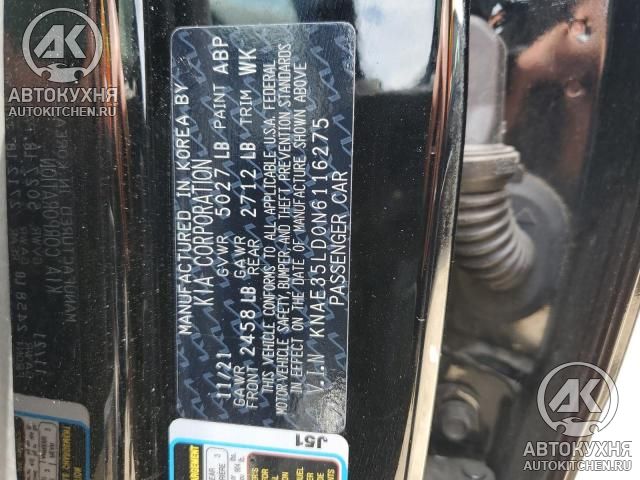 MANUFACTURED IN KOREA BY
KIA CORPORATION
11/21 GVWR 5027 LB PAINT ABP
GAWR FRONT 2458 LB GAWR REAR 2712 LB TRIM WK
THIS VEHICLE CONFORMS TO ALL APPLICABLE U.S.A. FEDERAL
MOTOR VEHICLE SAFETY, BUMPER AND THEFT PREVENTION STANDARDS
IN EFFECT ON THE DATE OF MANUFACTURE SHOWN ABOVE
V.I.N KNAE35LD0N6116275
PASSENGER CAR
J51
AK
АВТОКУХНЯ
AUTOKITCHEN.RU
AK
АВТОКУХНЯ
AUTOKITCHEN.RU